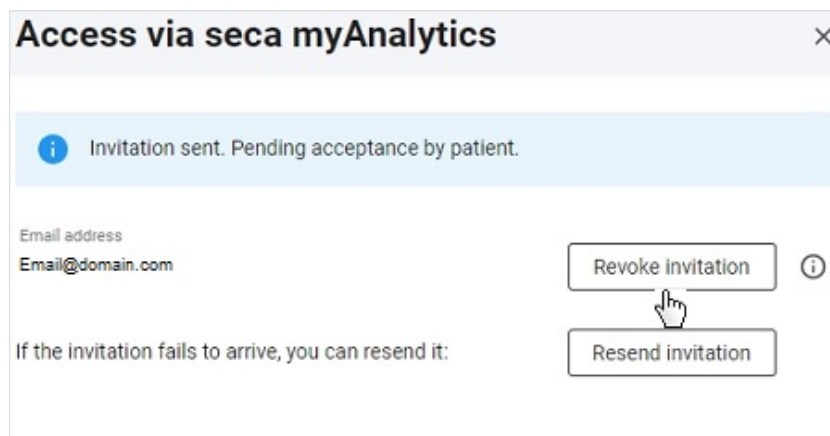 Access via seca myAnalytics
Invitation sent. Pending acceptance by patient.
Email address
Email@domain.com
Revoke invitation
If the invitation fails to arrive, you can resend it:
Resend invitation